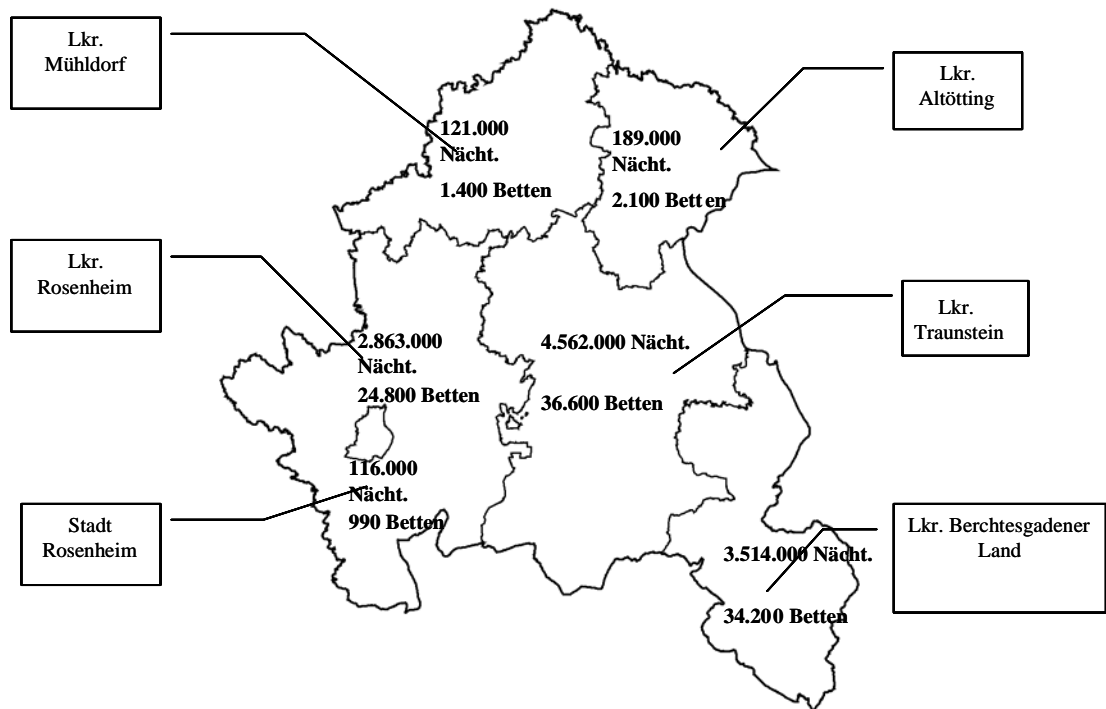 Lkr.
Mühldorf
Lkr.
Altötting
121.000
Nächt.
1.400 Betten
189.000
Nächt.
2.100 Betten
Lkr.
Rosenheim
Lkr.
Traunstein
2.863.000
Nächt.
24.800 Betten
4.562.000 Nächt.
36.600 Betten
116.000
Nächt.
990 Betten
Stadt
Rosenheim
Lkr. Berchtesgadener
Land
3.514.000 Nächt.
34.200 Betten